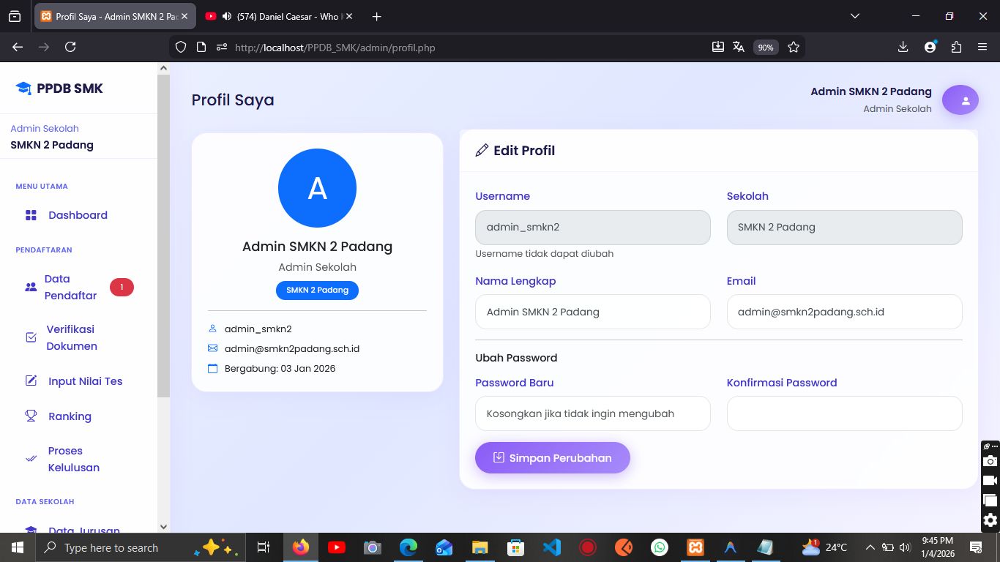 Profil Saya - Admin SMKN 2 Pa
(574) Daniel Caesar - Who
http://localhost/PPDB_SMK/admin/profil.php
90%
PPDB SMK
Admin Sekolah
SMKN 2 Padang
MENU UTAMA
Dashboard
PENDAFTARAN
Data
Pendaftar
1
Verifikasi
Dokumen
Input Nilai Tes
Ranking
Proses
Kelulusan
DATA SEKOLAH
Data Jurusan
Profil Saya
Admin SMKN 2 Padang
Admin Sekolah
A
Admin SMKN 2 Padang
Admin Sekolah
SMKN 2 Padang
admin_smkn2
admin@smkn2padang.sch.id
Bergabung: 03 Jan 2026
Edit Profil
Username
Sekolah
admin_smkn2
SMKN 2 Padang
Username tidak dapat diubah
Nama Lengkap
Email
Admin SMKN 2 Padang
admin@smkn2padang.sch.id
Ubah Password
Password Baru
Konfirmasi Password
Kosongkan jika tidak ingin mengubah
Simpan Perubahan
Type here to search
1
24°C
9:45 PM
1/4/2026